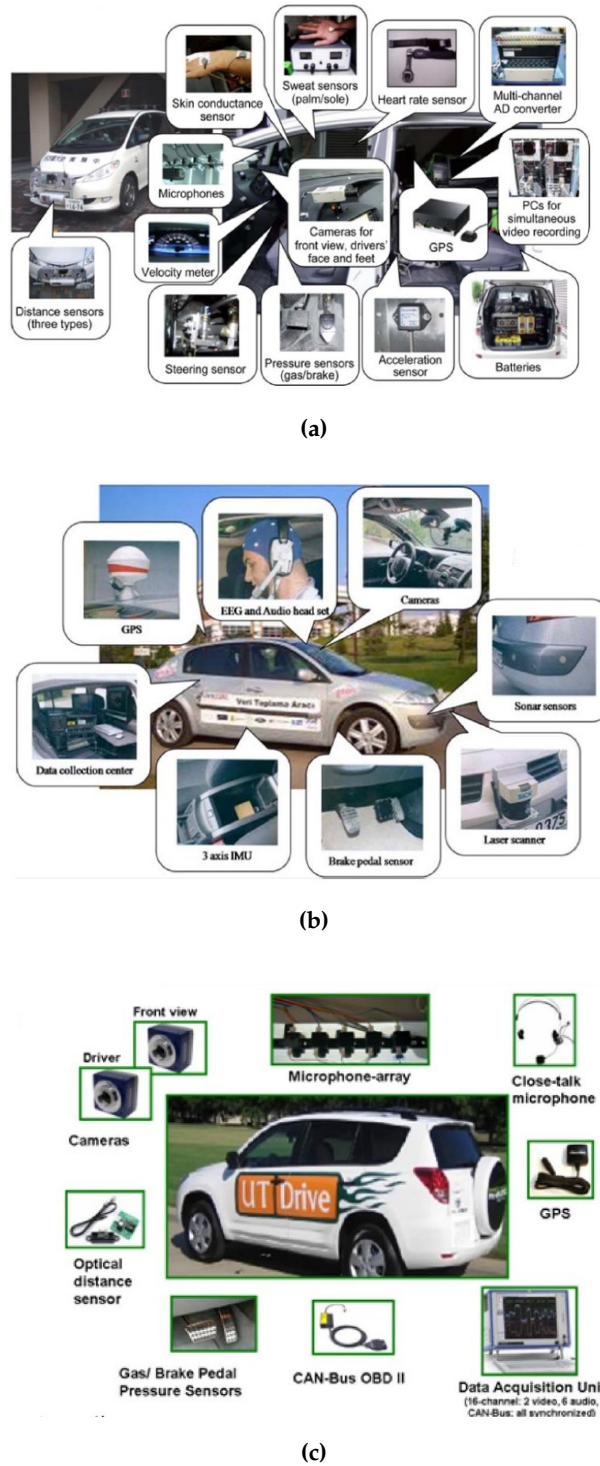 Skin conductance
sensor
Sweat sensors
(palm/sole)
Heart rate sensor
Multi-channel
AD converter
Microphones
Cameras for
front view, drivers'
face and feet
GPS
PCs for
simultaneous
video recording
Velocity meter
Distance sensors
(three types)
Steering sensor
Pressure sensors
(gas/brake)
Acceleration
sensor
Batteries
(a)
GPS
EEG and Audio head set
Cameras
Sonar sensors
Veri Toplama Aracı
Data collection center
3 axis IMU
Brake pedal sensor
SICK
0375
Laser scanner
(b)
Front view
Driver
Cameras
Microphone-array
Close-talk
microphone
UT Drive
GPS
Optical
distance
sensor
Gas/ Brake Pedal
Pressure Sensors
CAN-Bus OBD II
Data Acquisition Uni
(16-channel: 2 video, 6 audio,
CAN-Bus: all synchronized)
(c)